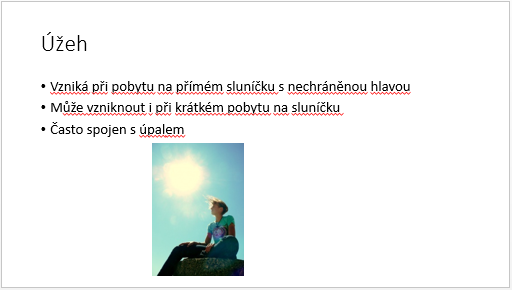 Úžeh
• Vzniká při pobytu na přímém sluníčku s nechráněnou hlavou
• Může vzniknout i při krátkém pobytu na sluníčku
• Často spojen s úpalem